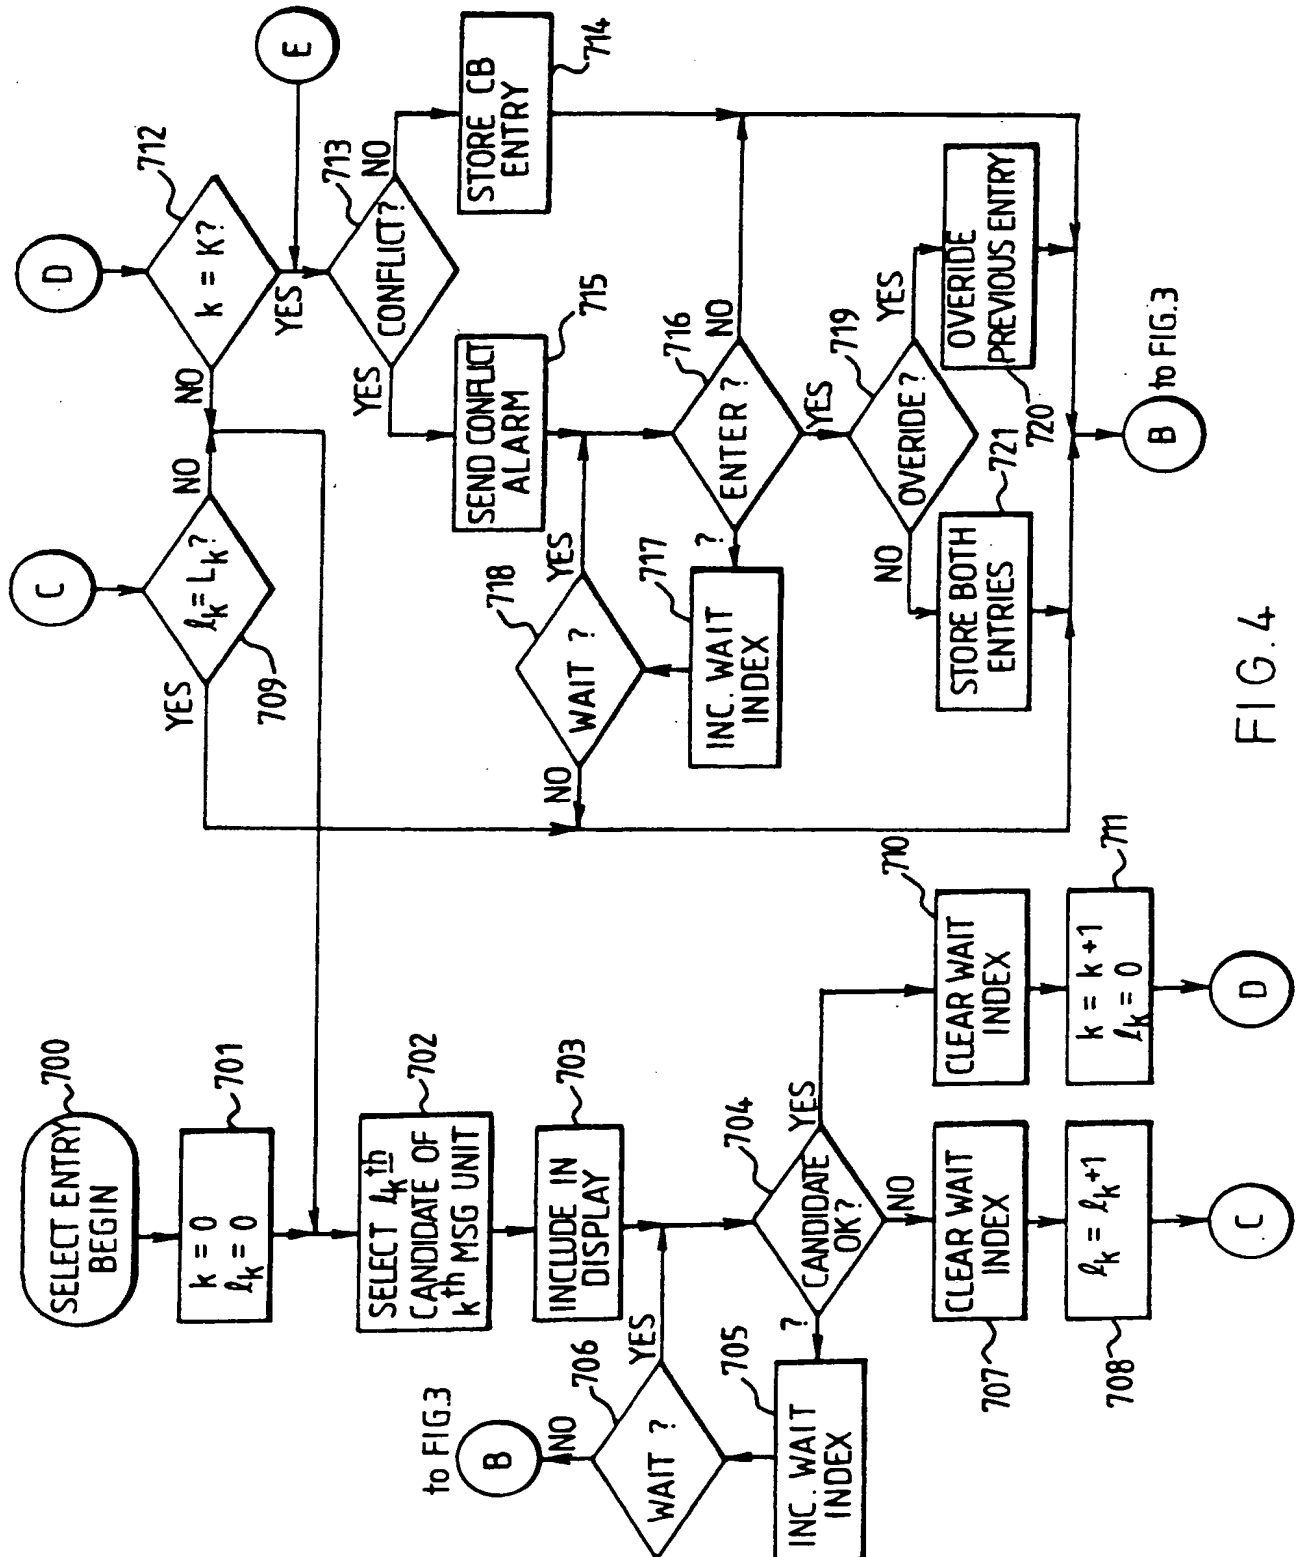 SELECT ENTRY
BEGIN
700
k = 0
ℓk = 0
701
SELECT ℓk th
CANDIDATE OF
kth MSG UNIT
702
INCLUDE IN
DISPLAY
703
CANDIDATE
OK?
704
YES
NO
?
INC. WAIT
INDEX
705
WAIT ?
706
YES
NO
B
to FIG.3
CLEAR WAIT
INDEX
707
ℓk = ℓk+1
708
C
CLEAR WAIT
INDEX
710
k = k+1
ℓk = 0
711
D
C
ℓk = Lk?
709
YES
NO
D
k = K?
712
NO
YES
E
CONFLICT?
713
YES
NO
STORE CB
ENTRY
714
SEND CONFLICT
ALARM
715
ENTER ?
716
NO
YES
?
INC. WAIT
INDEX
717
WAIT ?
718
YES
NO
OVERRIDE?
719
YES
NO
OVERRIDE
PREVIOUS ENTRY
720
STORE BOTH
ENTRIES
721
B
to FIG.3
FIG.4